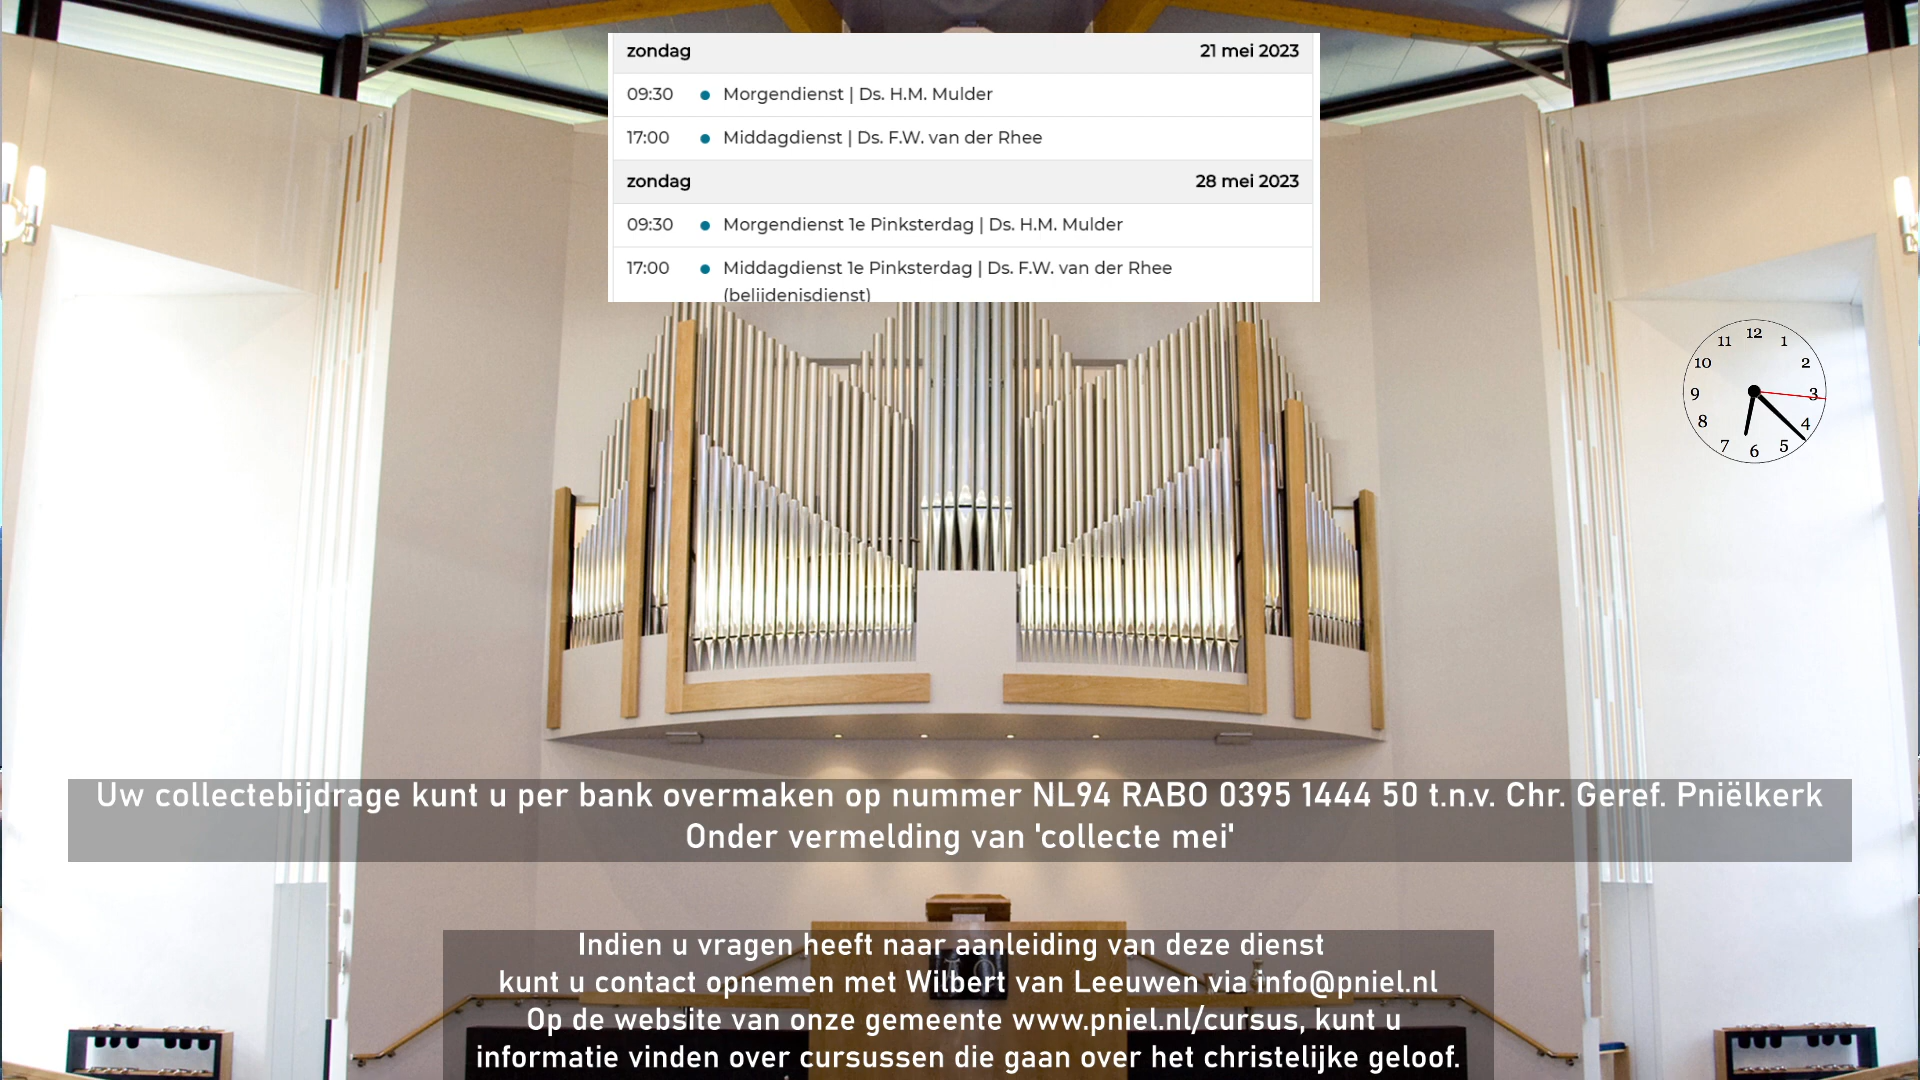 zondag 21 mei 2023
09:30 Morgendienst | Ds. H.M. Mulder
17:00 Middagdienst | Ds. F.W. van der Rhee
zondag 28 mei 2023
09:30 Morgendienst 1e Pinksterdag | Ds. H.M. Mulder
17:00 Middagdienst 1e Pinksterdag | Ds. F.W. van der Rhee
(belijdenisdienst)
12
11 1
10 2
9 3
8 4
7 5
6
Uw collectebijdrage kunt u per bank overmaken op nummer NL94 RABO 0395 1444 50 t.n.v. Chr. Geref. Pniëlkerk
Onder vermelding van 'collecte mei'
Indien u vragen heeft naar aanleiding van deze dienst
kunt u contact opnemen met Wilbert van Leeuwen via info@pniel.nl
Op de website van onze gemeente www.pniel.nl/cursus, kunt u
informatie vinden over cursussen die gaan over het christelijke geloof.